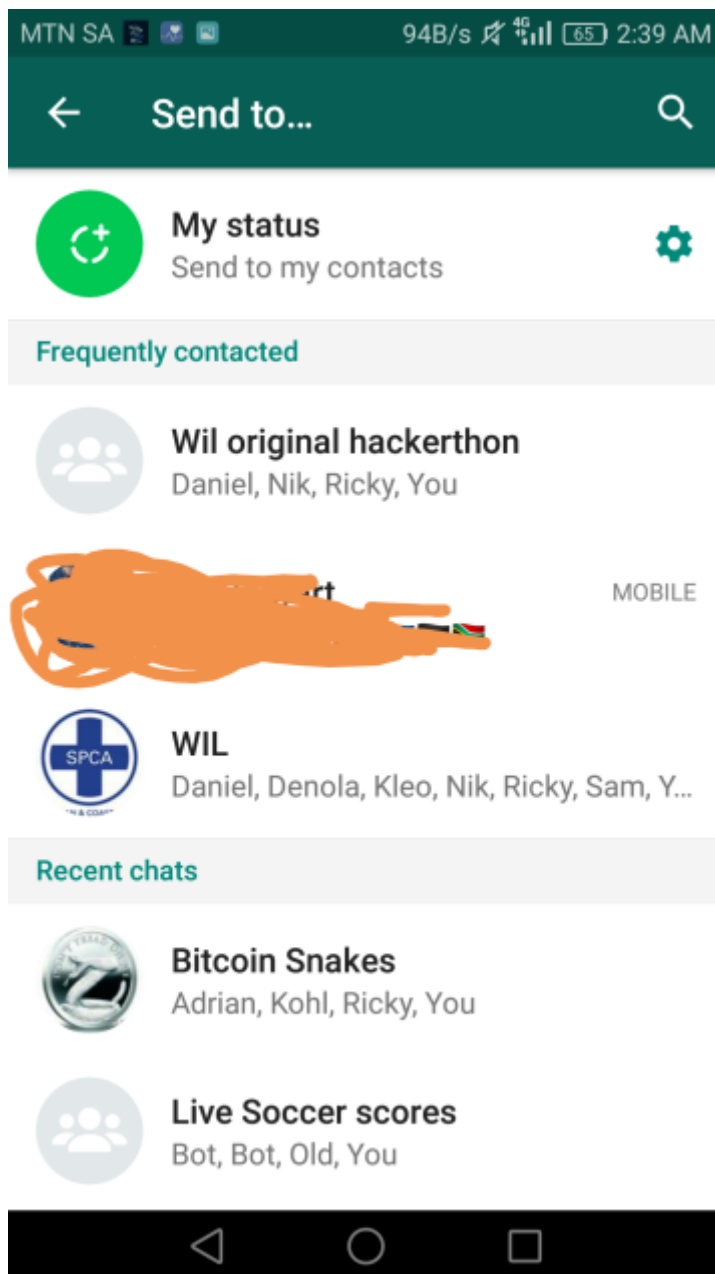 MTN SA 94B/s 4G 65 2:39 AM
Send to...
My status
Send to my contacts
Frequently contacted
Wil original hackerthon
Daniel, Nik, Ricky, You
MOBILE
SPCA
WIL
Daniel, Denola, Kleo, Nik, Ricky, Sam, Y...
Recent chats
Bitcoin Snakes
Adrian, Kohl, Ricky, You
Live Soccer scores
Bot, Bot, Old, You